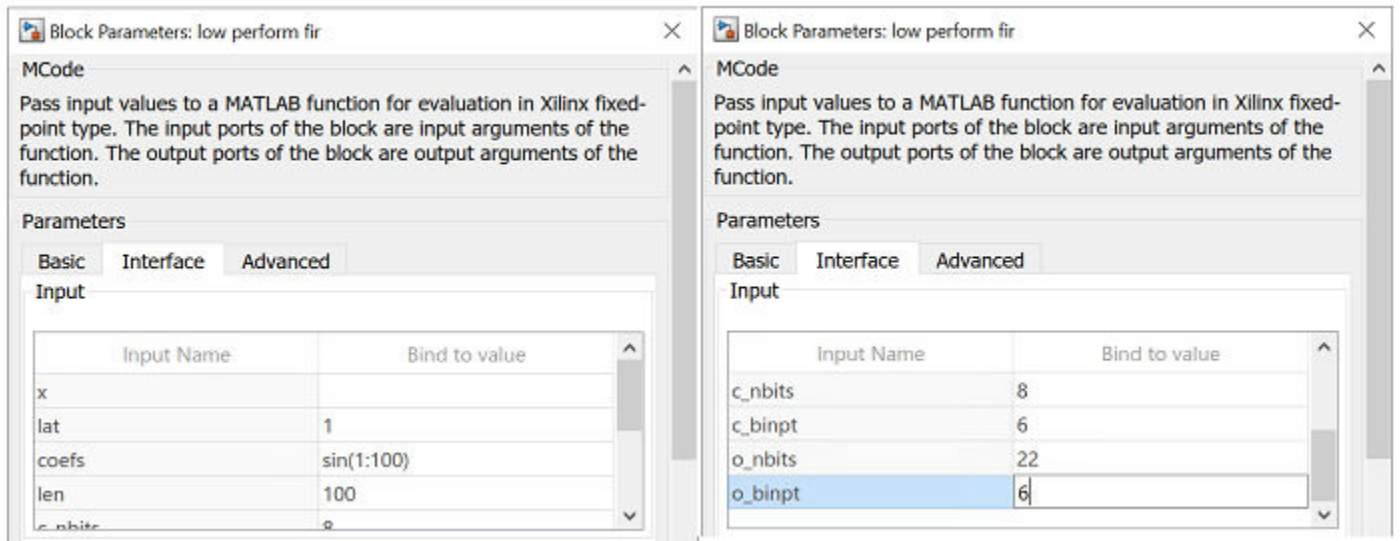 Block Parameters: low perform fir
MCode
Pass input values to a MATLAB function for evaluation in Xilinx fixed-
point type. The input ports of the block are input arguments of the
function. The output ports of the block are output arguments of the
function.
Parameters
Basic Interface Advanced
Input
Input Name Bind to value
x
lat 1
coefs sin(1:100)
len 100
c_nbits 8
Block Parameters: low perform fir
MCode
Pass input values to a MATLAB function for evaluation in Xilinx fixed-
point type. The input ports of the block are input arguments of the
function. The output ports of the block are output arguments of the
function.
Parameters
Basic Interface Advanced
Input
Input Name Bind to value
c_nbits 8
c_binpt 6
o_nbits 22
o_binpt 6